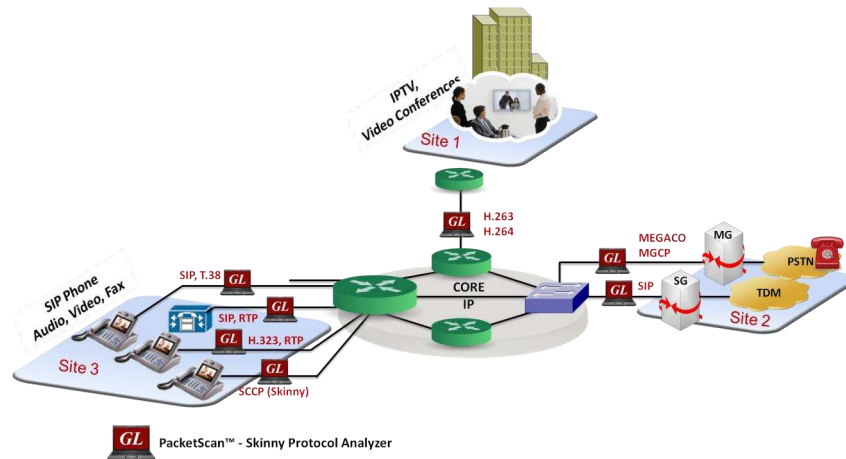 IPTV,
Video Conferences
Site 1
GL
H.263
H.264
MEGACO
MGCP
GL
MG
PSTN
SIP Phone
Audio, Video, Fax
SIP, T.38
GL
CORE
IP
GL
SIP
SG
TDM
Site 2
SIP, RTP
GL
H.323, RTP
GL
Site 3
GL
SCCP (Skinny)
GL
PacketScan™ - Skinny Protocol Analyzer